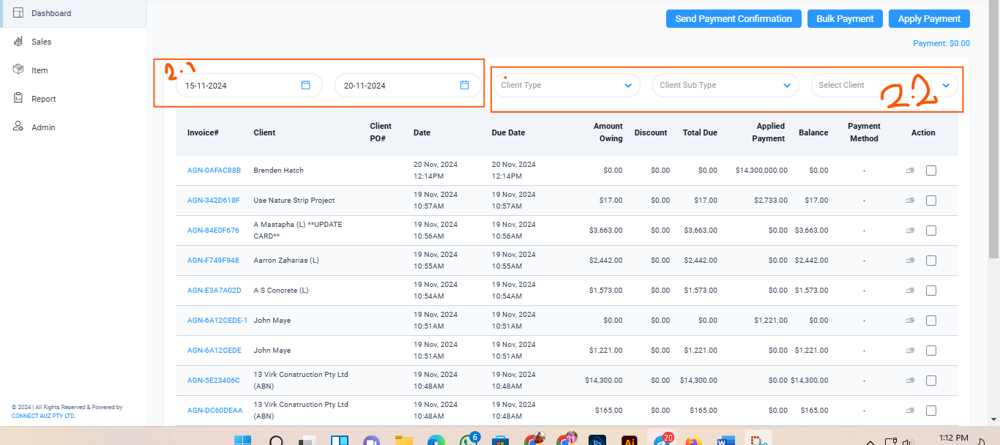 Dashboard
Send Payment Confirmation Bulk Payment Apply Payment
Sales
Payment: $0.00
Item
2.1
15-11-2024 20-11-2024 Client Type Client Sub Type Select Client
2.2
Report
Admin
Invoice# Client Client PO# Date Due Date Amount Owing Discount Total Due Applied Payment Balance Payment Method Action
AGN-0AFAC88B Brenden Hatch 20 Nov, 2024 12:14PM 20 Nov, 2024 12:14PM $0.00 $0.00 $0.00 $14,300,000.00 $0.00 -
AGN-342D618F Use Nature Strip Project 19 Nov, 2024 10:57AM 19 Nov, 2024 10:57AM $17.00 $0.00 $17.00 $2,733.00 $17.00 -
AGN-84E0F676 A Mastapha (L) **UPDATE CARD** 19 Nov, 2024 10:56AM 19 Nov, 2024 10:56AM $3,663.00 $0.00 $3,663.00 $0.00 $3,663.00 -
AGN-F749F948 Aarron Zaharias (L) 19 Nov, 2024 10:55AM 19 Nov, 2024 10:55AM $2,442.00 $0.00 $2,442.00 $0.00 $2,442.00 -
AGN-E3A7A02D A S Concrete (L) 19 Nov, 2024 10:54AM 19 Nov, 2024 10:54AM $1,573.00 $0.00 $1,573.00 $0.00 $1,573.00 -
AGN-6A12CEDE-1 John Maye 19 Nov, 2024 10:51AM 19 Nov, 2024 10:51AM $0.00 $0.00 $0.00 $1,221.00 $0.00 -
AGN-6A12CEDE John Maye 19 Nov, 2024 10:51AM 19 Nov, 2024 10:51AM $1,221.00 $0.00 $1,221.00 $0.00 $1,221.00 -
AGN-5E23406C 13 Virk Construction Pty Ltd (ABN) 19 Nov, 2024 10:48AM 19 Nov, 2024 10:48AM $14,300.00 $0.00 $14,300.00 $0.00 $14,300.00 -
AGN-DC60DEAA 13 Virk Construction Pty Ltd (ABN) 19 Nov, 2024 10:48AM 19 Nov, 2024 10:48AM $165.00 $0.00 $165.00 $0.00 $165.00 -
© 2024 | All Rights Reserved & Powered by
CONNECT AUZ PTY LTD.
6 Ps Ai 20 W 1:12 PM